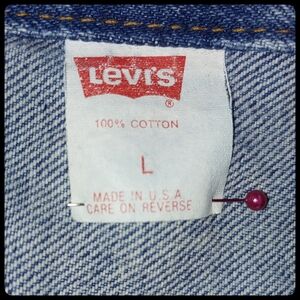 Levi's
®
100% COTTON
L
MADE IN U.S.A.
CARE ON REVERSE